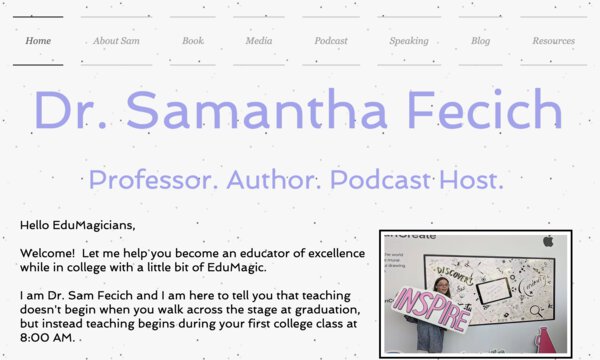 Home About Sam Book Media Podcast Speaking Blog Resources
Dr. Samantha Fecich
Professor. Author. Podcast Host.
Hello EduMagicians,
Welcome! Let me help you become an educator of excellence
while in college with a little bit of EduMagic.
I am Dr. Sam Fecich and I am here to tell you that teaching
doesn't begin when you walk across the stage at graduation,
but instead teaching begins during your first college class at
8:00 AM.
DISCOVER
INSPIRE